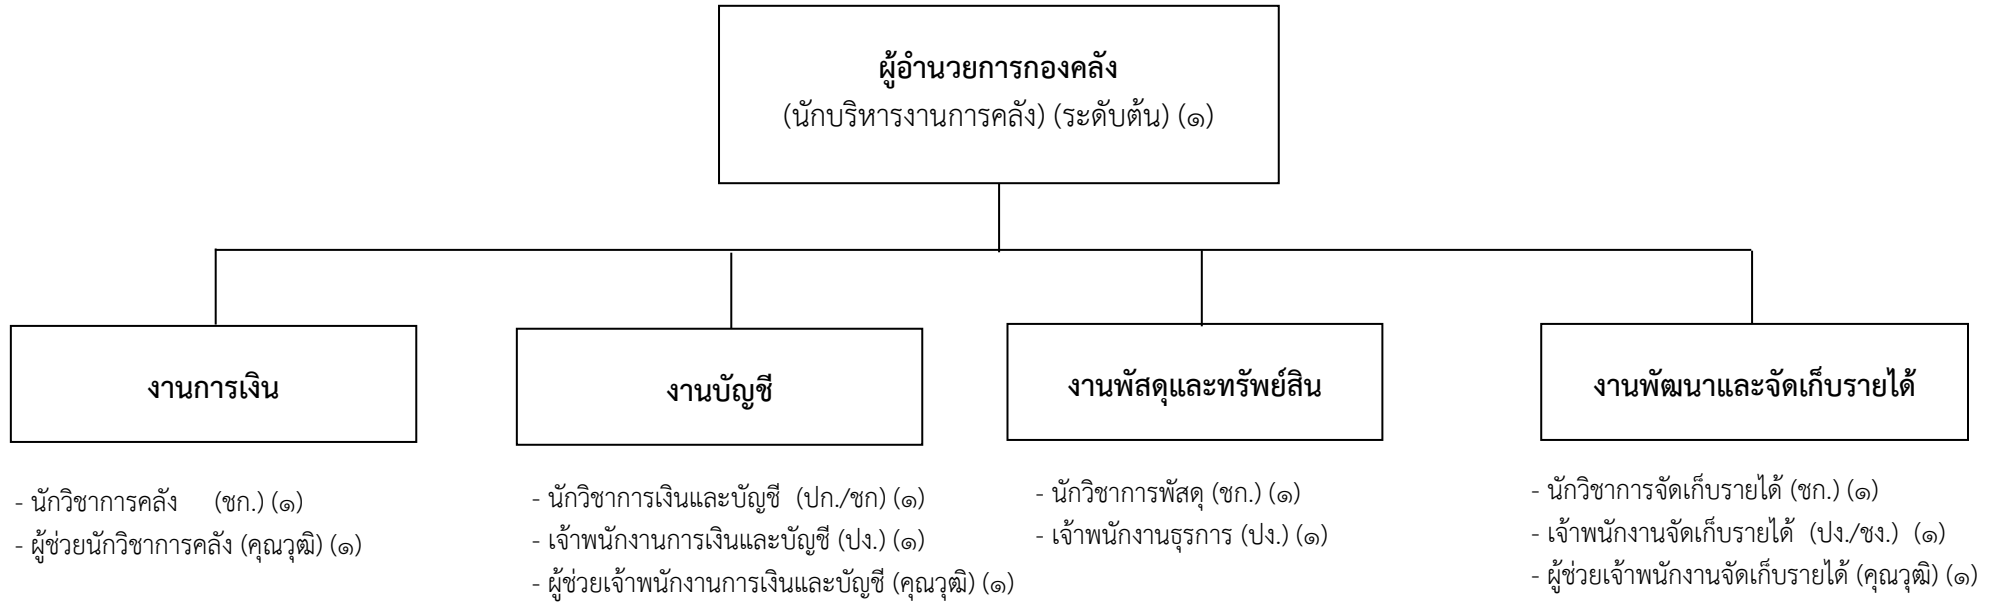 ผู้อำนวยการกองคลัง
(นักบริหารงานการคลัง) (ระดับต้น) (๑)
งานการเงิน
- นักวิชาการคลัง (ชก.) (๑)
- ผู้ช่วยนักวิชาการคลัง (คุณวุฒิ) (๑)
งานบัญชี
- นักวิชาการเงินและบัญชี (ปก./ชก) (๑)
- เจ้าพนักงานการเงินและบัญชี (ปง.) (๑)
- ผู้ช่วยเจ้าพนักงานการเงินและบัญชี (คุณวุฒิ) (๑)
งานพัสดุและทรัพย์สิน
- นักวิชาการพัสดุ (ชก.) (๑)
- เจ้าพนักงานธุรการ (ปง.) (๑)
งานพัฒนาและจัดเก็บรายได้
- นักวิชาการจัดเก็บรายได้ (ชก.) (๑)
- เจ้าพนักงานจัดเก็บรายได้ (ปง./ชง.) (๑)
- ผู้ช่วยเจ้าพนักงานจัดเก็บรายได้ (คุณวุฒิ) (๑)